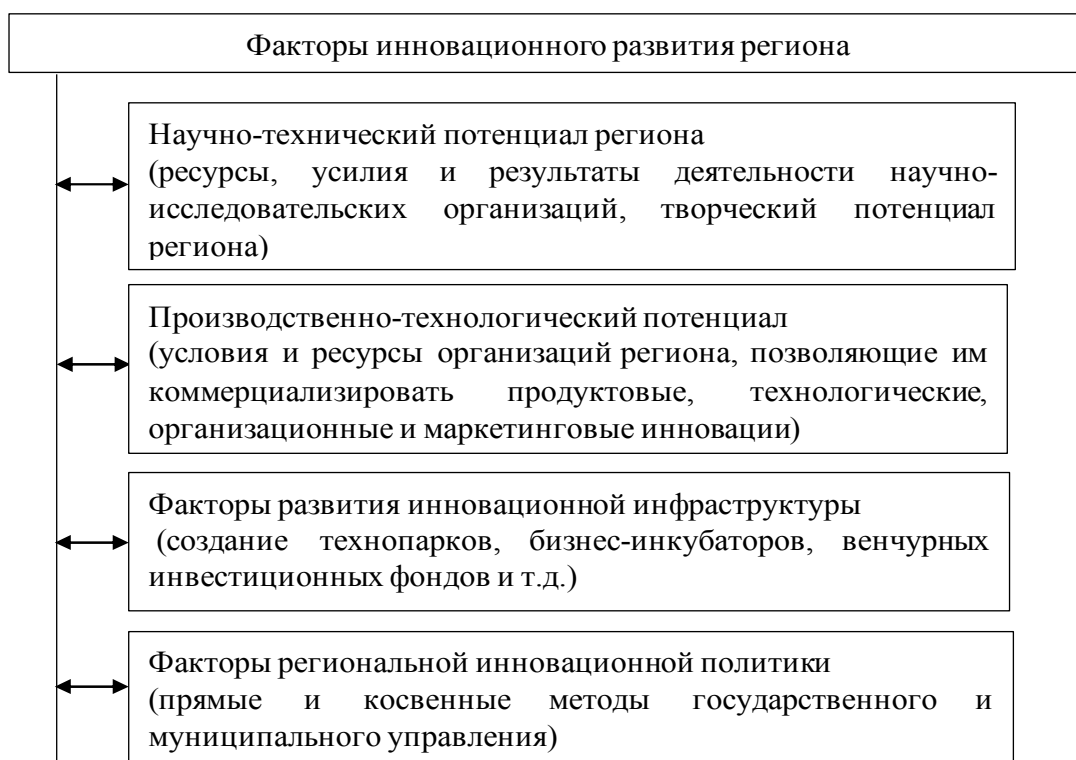 Факторы инновационного развития региона
Научно-технический потенциал региона
(ресурсы, усилия и результаты деятельности научно-
исследовательских организаций, творческий потенциал
региона)
Производственно-технологический потенциал
(условия и ресурсы организаций региона, позволяющие им
коммерциализировать продуктовые, технологические,
организационные и маркетинговые инновации)
Факторы развития инновационной инфраструктуры
(создание технопарков, бизнес-инкубаторов, венчурных
инвестиционных фондов и т.д.)
Факторы региональной инновационной политики
(прямые и косвенные методы государственного и
муниципального управления)